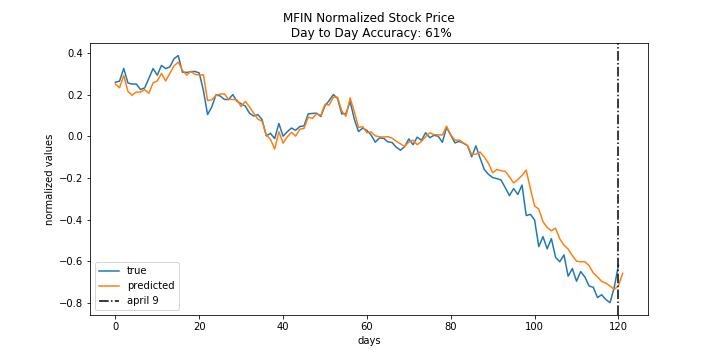 MFIN Normalized Stock Price
Day to Day Accuracy: 61%
normalized values
0.4
0.2
0.0
−0.2
−0.4
−0.6
−0.8
true
predicted
april 9
0 20 40 60 80 100 120
days